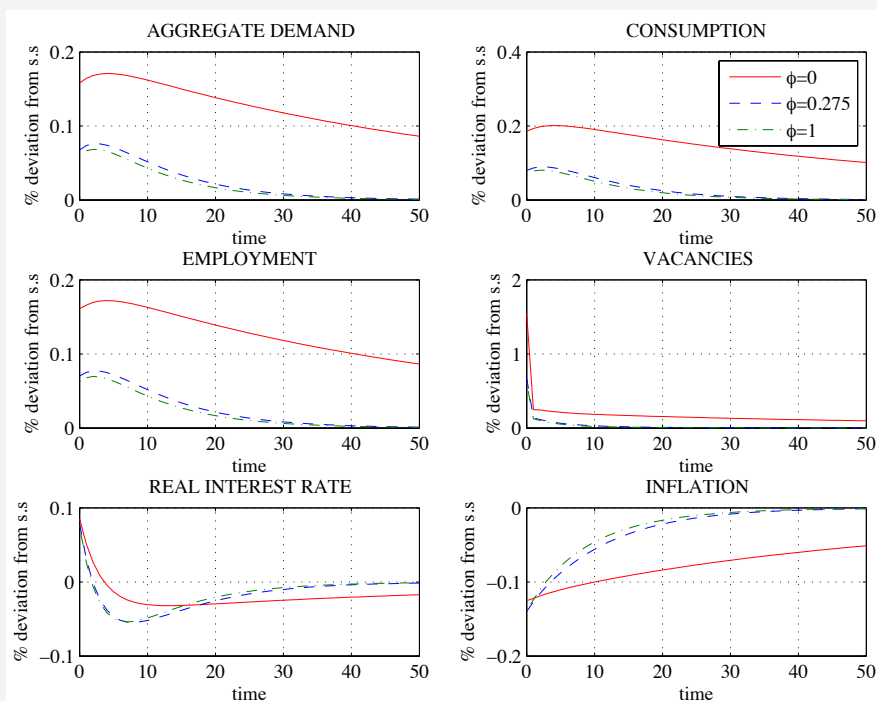 AGGREGATE DEMAND
% deviation from s.s
0.2
0.1
0
0 10 20 30 40 50
time
CONSUMPTION
% deviation from s.s
0.4
0.2
0
0 10 20 30 40 50
time
ϕ=0
ϕ=0.275
ϕ=1
EMPLOYMENT
% deviation from s.s
0.2
0.1
0
0 10 20 30 40 50
time
VACANCIES
% deviation from s.s
2
1
0
0 10 20 30 40 50
time
REAL INTEREST RATE
% deviation from s.s
0.1
0
−0.1
0 10 20 30 40 50
time
INFLATION
% deviation from s.s
0
−0.1
−0.2
0 10 20 30 40 50
time